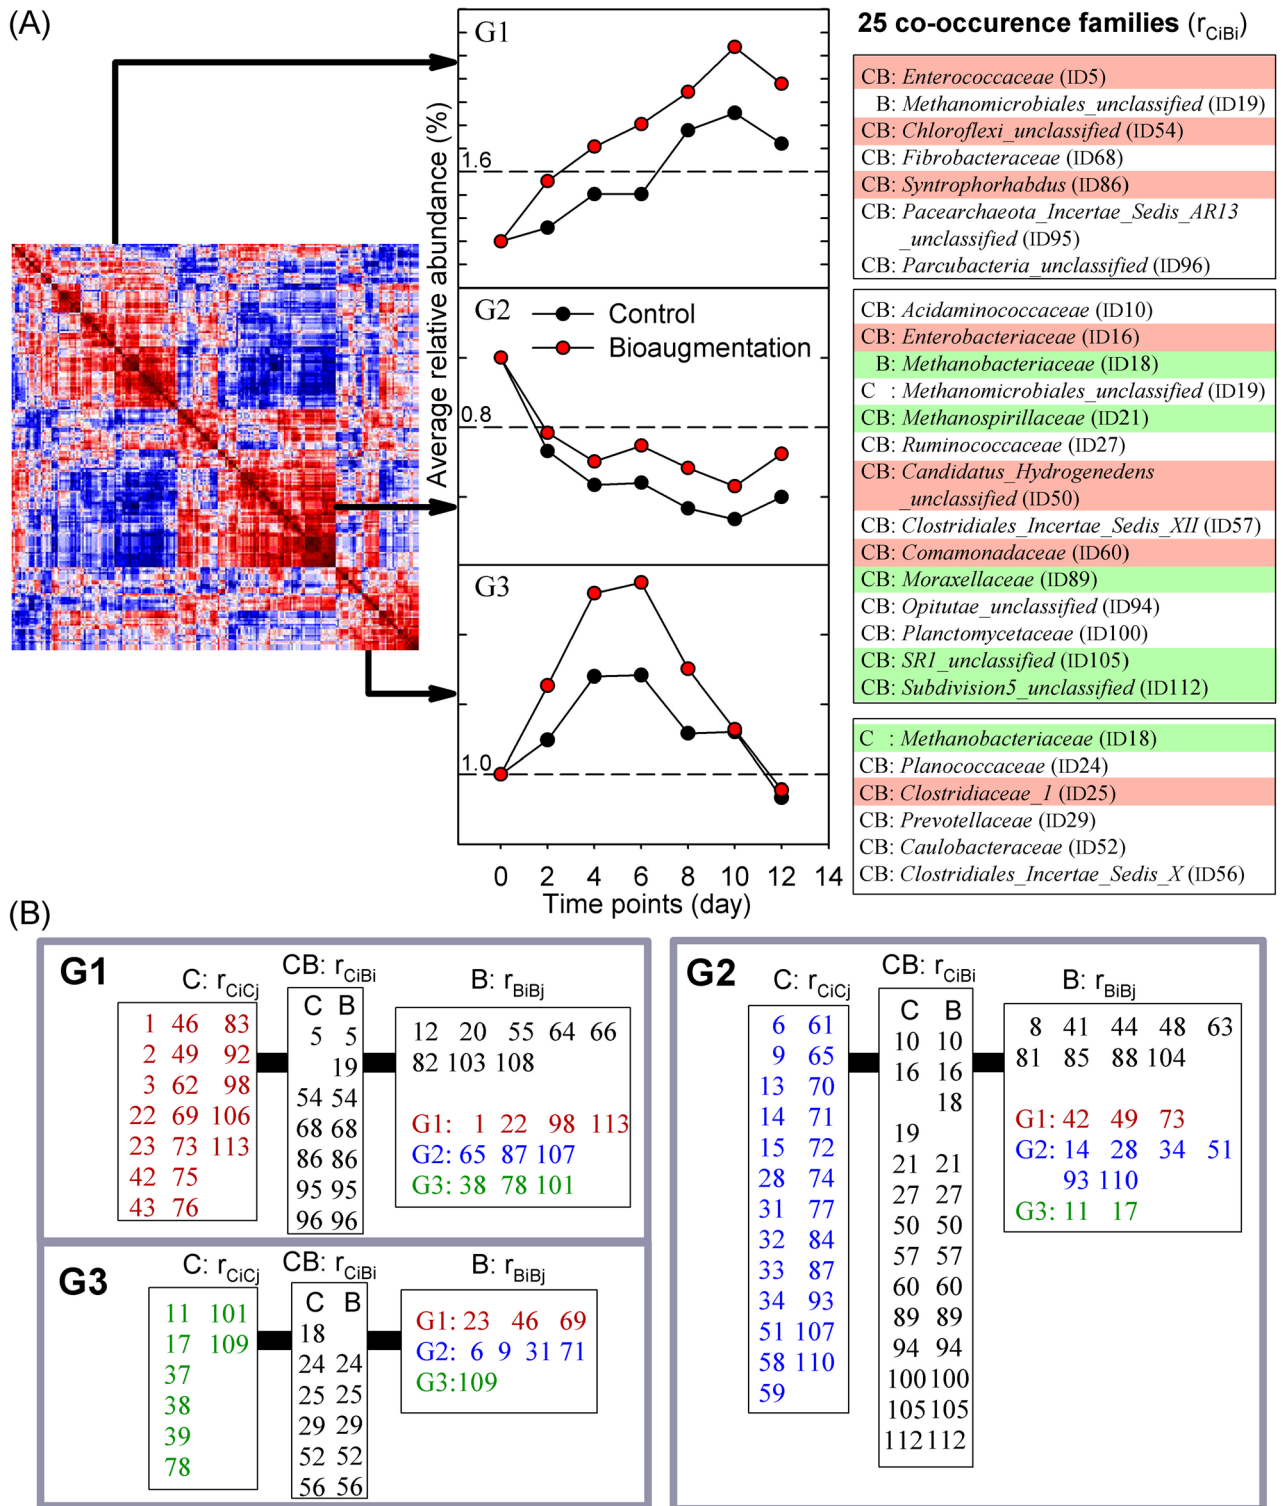 (A)
G1
1.6
G2
Control
Bioaugmentation
0.8
G3
1.0
Average relative abundance (%)
0 2 4 6 8 10 12 14
Time points (day)
25 co-occurence families (rCiBi)
CB: Enterococcaceae (ID5)
B: Methanomicrobiales_unclassified (ID19)
CB: Chloroflexi_unclassified (ID54)
CB: Fibrobacteraceae (ID68)
CB: Syntrophorhabdus (ID86)
CB: Pacearchaeota_Incertae_Sedis_AR13
_unclassified (ID95)
CB: Parcubacteria_unclassified (ID96)
CB: Acidaminococcaceae (ID10)
CB: Enterobacteriaceae (ID16)
B: Methanobacteriaceae (ID18)
C : Methanomicrobiales_unclassified (ID19)
CB: Methanospirillaceae (ID21)
CB: Ruminococcaceae (ID27)
CB: Candidatus_Hydrogenedens
_unclassified (ID50)
CB: Clostridiales_Incertae_Sedis_XII (ID57)
CB: Comamonadaceae (ID60)
CB: Moraxellaceae (ID89)
CB: Opitutae_unclassified (ID94)
CB: Planctomycetaceae (ID100)
CB: SR1_unclassified (ID105)
CB: Subdivision5_unclassified (ID112)
C : Methanobacteriaceae (ID18)
CB: Planococcaceae (ID24)
CB: Clostridiaceae_1 (ID25)
CB: Prevotellaceae (ID29)
CB: Caulobacteraceae (ID52)
CB: Clostridiales_Incertae_Sedis_X (ID56)
(B)
G1
C: rCiCj
1 46 83
2 49 92
3 62 98
22 69 106
23 73 113
42 75
43 76
CB: rCiBi
C B
5 5
19
54 54
68 68
86 86
95 95
96 96
B: rBiBj
12 20 55 64 66
82 103 108
G1: 1 22 98 113
G2: 65 87 107
G3: 38 78 101
G2
C: rCiCj
6 61
9 65
13 70
14 71
15 72
28 74
31 77
32 84
33 87
34 93
51 107
58 110
59
CB: rCiBi
C B
10 10
16 16
18
19
21 21
27 27
50 50
57 57
60 60
89 89
94 94
100 100
105 105
112 112
B: rBiBj
8 41 44 48 63
81 85 88 104
G1: 42 49 73
G2: 14 28 34 51
93 110
G3: 11 17
G3
C: rCiCj
11 101
17 109
37
38
39
78
CB: rCiBi
C B
18
24 24
25 25
29 29
52 52
56 56
B: rBiBj
G1: 23 46 69
G2: 6 9 31 71
G3: 109